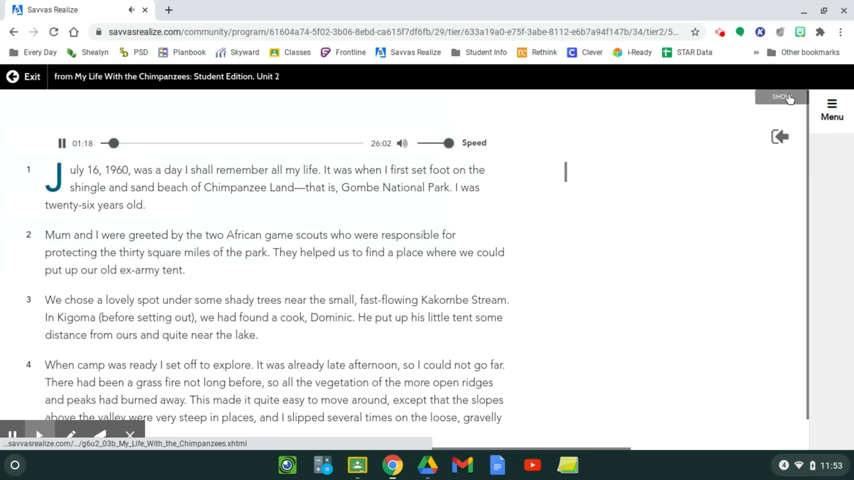 Savvas Realize
savvasrealize.com/community/program/61604a74-5f02-3b06-8ebd-ca615f7df6fb/29/tier/633a19a0-e75f-3abe-8112-e6b7a94f147b/34/tier2/5...
Every Day Shealyn PSD Planbook Skyward Classes Frontline Savvas Realize Student Info Rethink Clever i-Ready STAR Data » Other bookmarks
Exit from My Life With the Chimpanzees: Student Edition, Unit 2
Menu
01:18 26:02 Speed
1 July 16, 1960, was a day I shall remember all my life. It was when I first set foot on the
shingle and sand beach of Chimpanzee Land—that is, Gombe National Park. I was
twenty-six years old.
2 Mum and I were greeted by the two African game scouts who were responsible for
protecting the thirty square miles of the park. They helped us to find a place where we could
put up our old ex-army tent.
3 We chose a lovely spot under some shady trees near the small, fast-flowing Kakombe Stream.
In Kigoma (before setting out), we had found a cook, Dominic. He put up his little tent some
distance from ours and quite near the lake.
4 When camp was ready I set off to explore. It was already late afternoon, so I could not go far.
There had been a grass fire not long before, so all the vegetation of the more open ridges
and peaks had burned away. This made it quite easy to move around, except that the slopes
above the valley were very steep in places, and I slipped several times on the loose, gravelly
...savvasrealize.com/.../g6u2_03b_My_Life_With_the_Chimpanzees.xhtml
4 11:53